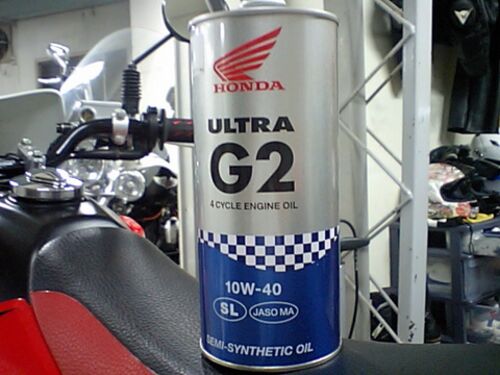 HONDA
ULTRA
G2
4 CYCLE ENGINE OIL
10W-40
SL JASO MA
SEMI-SYNTHETIC OIL